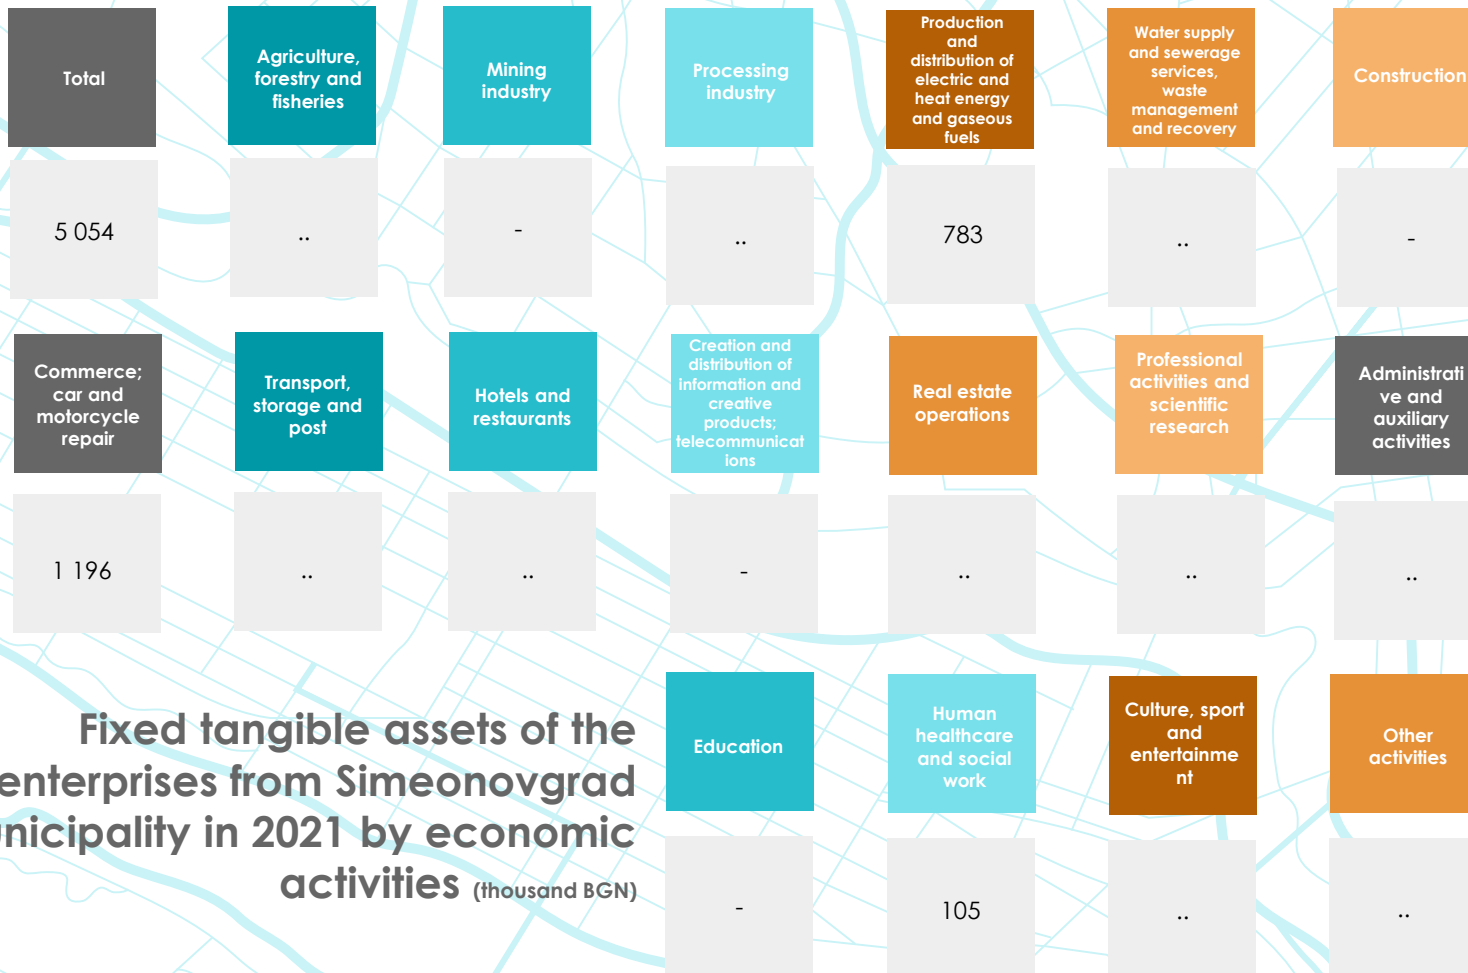 Total
Agriculture,
forestry and
fisheries
Mining
industry
Processing
industry
Production
and
distribution of
electric and
heat energy
and gaseous
fuels
Water supply
and sewerage
services,
waste
management
and recovery
Construction
5 054
..
-
..
783
..
-
Commerce;
car and
motorcycle
repair
Transport,
storage and
post
Hotels and
restaurants
Creation and
distribution of
information and
creative
products;
telecommunicat
ions
Real estate
operations
Professional
activities and
scientific
research
Administrati
ve and
auxiliary
activities
1 196
..
..
-
..
..
..
Fixed tangible assets of the
enterprises from Simeonovgrad
nicipality in 2021 by economic
activities (thousand BGN)
Education
Human
healthcare
and social
work
Culture, sport
and
entertainme
nt
Other
activities
-
105
..
..